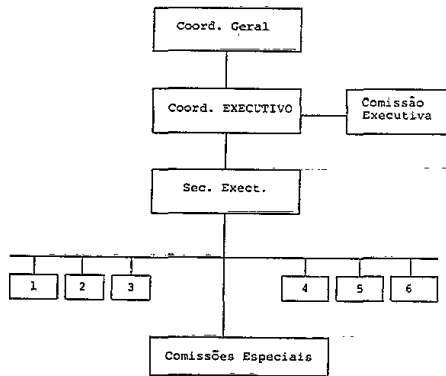 Coord. Geral
Coord. EXECUTIVO
Comissão
Executiva
Sec. Exect.
1 2 3 4 5 6
Comissões Especiais